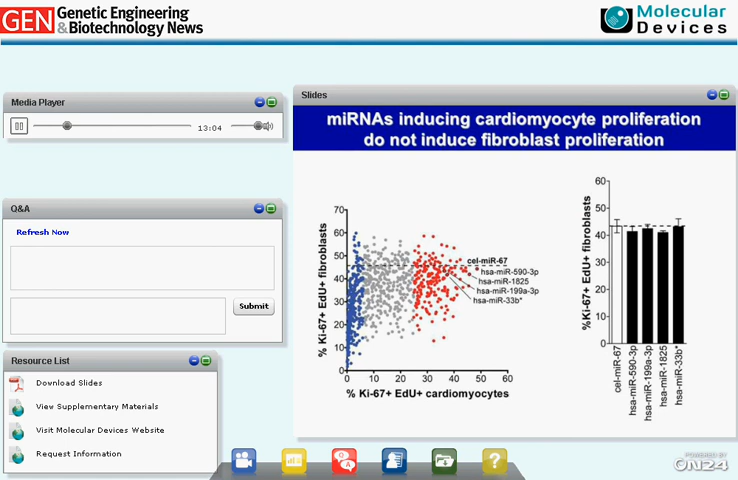 GEN Genetic Engineering
&Biotechnology News
Molecular
Devices
Media Player
13:04
Q&A
Refresh Now
Submit
Resource List
Download Slides
View Supplementary Materials
Visit Molecular Devices Website
Request Information
Slides
miRNAs inducing cardiomyocyte proliferation
do not induce fibroblast proliferation
% Ki-67+ EdU+ fibroblasts
70
60
50
40
30
20
10
0
0 10 20 30 40 50 60
% Ki-67+ EdU+ cardiomyocytes
cel-miR-67
hsa-miR-590-3p
hsa-miR-1825
hsa-miR-199a-3p
hsa-miR-33b*
%Ki-67+ EdU+ fibroblasts
60
50
40
30
20
10
0
cel-miR-67
hsa-miR-590-3p
hsa-miR-199a-3p
hsa-miR-1825
hsa-miR-33b*
Q
A
?
POWERED BY
ON24